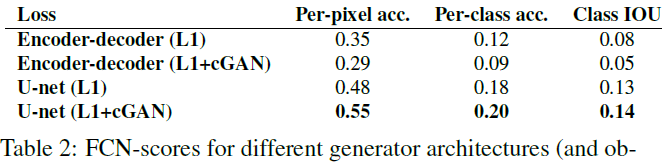 Loss Per-pixel acc. Per-class acc. Class IOU
Encoder-decoder (L1) 0.35 0.12 0.08
Encoder-decoder (L1+cGAN) 0.29 0.09 0.05
U-net (L1) 0.48 0.18 0.13
U-net (L1+cGAN) 0.55 0.20 0.14
Table 2: FCN-scores for different generator architectures (and ob-